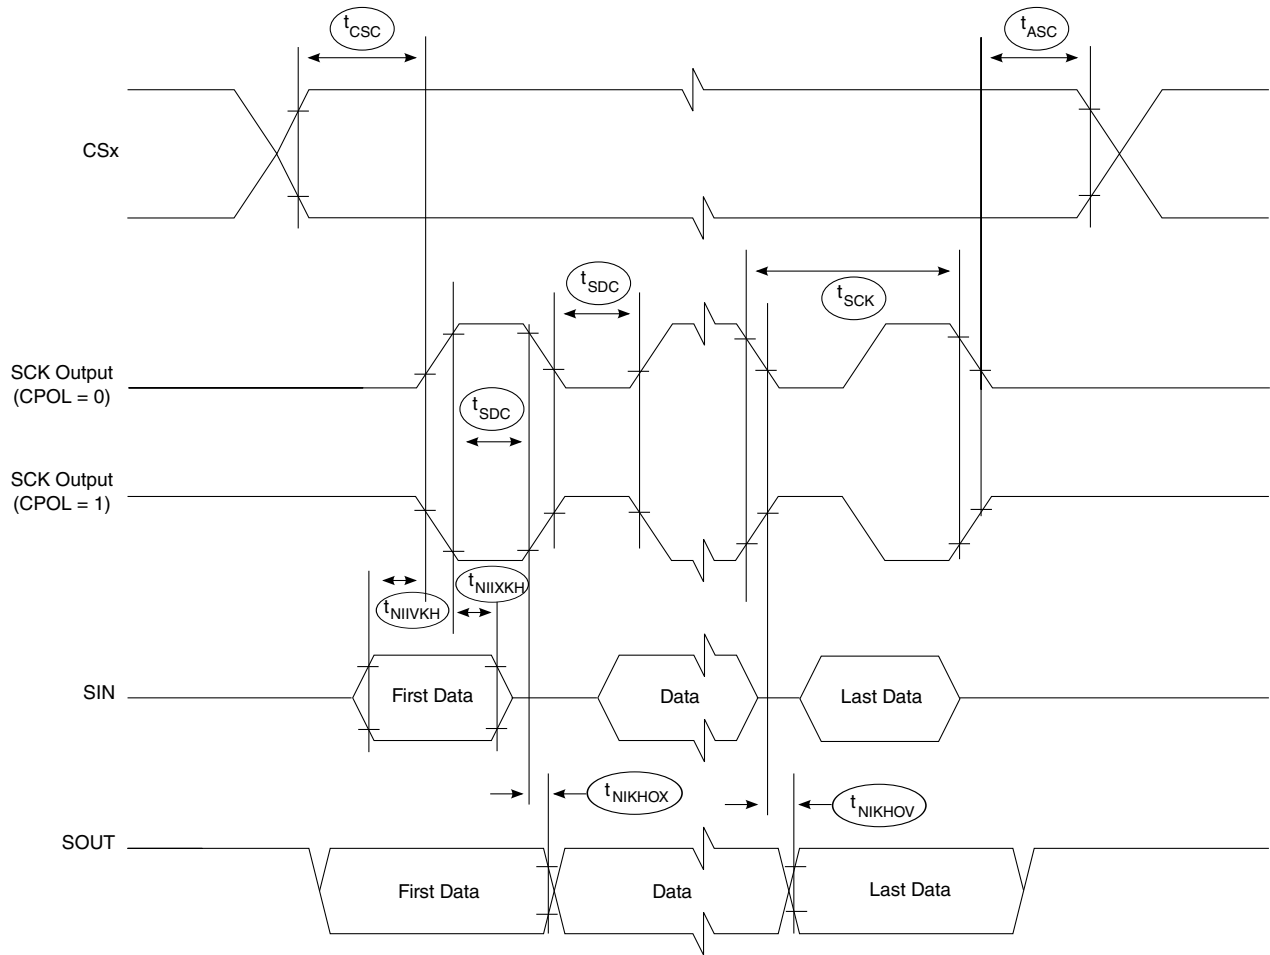 tCSC
tASC
CSx
tSDC
tSCK
SCK Output
(CPOL = 0)
tSDC
SCK Output
(CPOL = 1)
tNIIVKH
tNIIXKH
SIN
First Data
Data
Last Data
tNIKHOX
tNIKHOV
SOUT
First Data
Data
Last Data